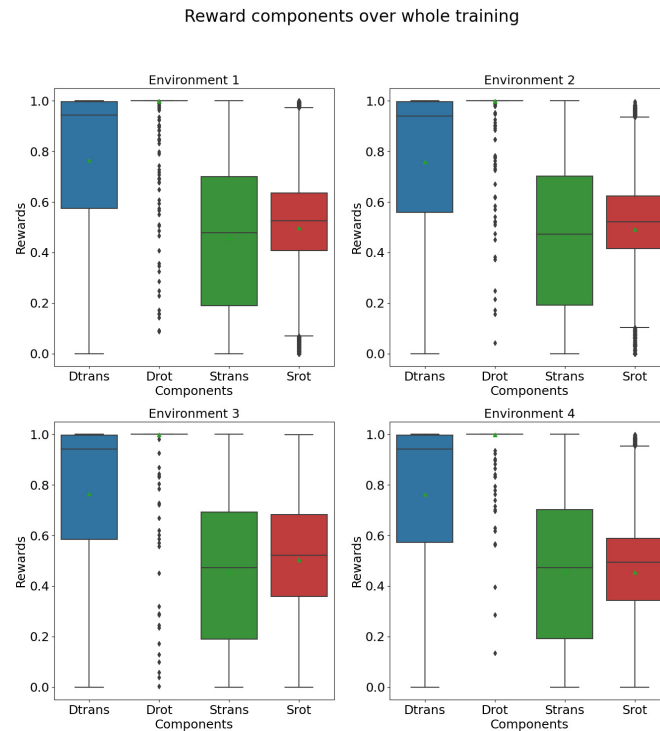 Reward components over whole training
Environment 1
Environment 2
1.0
0.8
0.6
0.4
0.2
0.0
Rewards
Dtrans Drot Strans Srot
Components
1.0
0.8
0.6
0.4
0.2
0.0
Rewards
Dtrans Drot Strans Srot
Components
Environment 3
Environment 4
1.0
0.8
0.6
0.4
0.2
0.0
Rewards
Dtrans Drot Strans Srot
Components
1.0
0.8
0.6
0.4
0.2
0.0
Rewards
Dtrans Drot Strans Srot
Components